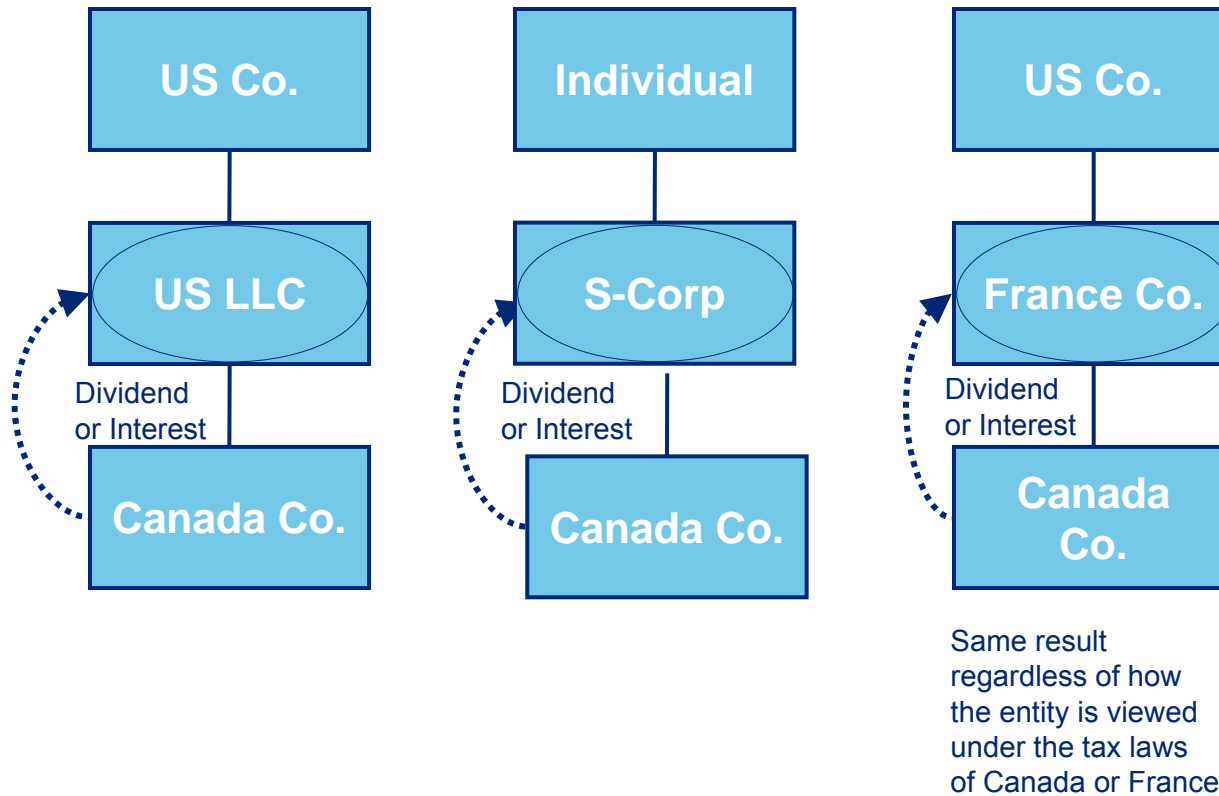 US Co.
US LLC
Dividend
or Interest
Canada Co.
Individual
S-Corp
Dividend
or Interest
Canada Co.
US Co.
France Co.
Dividend
or Interest
Canada
Co.
Same result
regardless of how
the entity is viewed
under the tax laws
of Canada or France